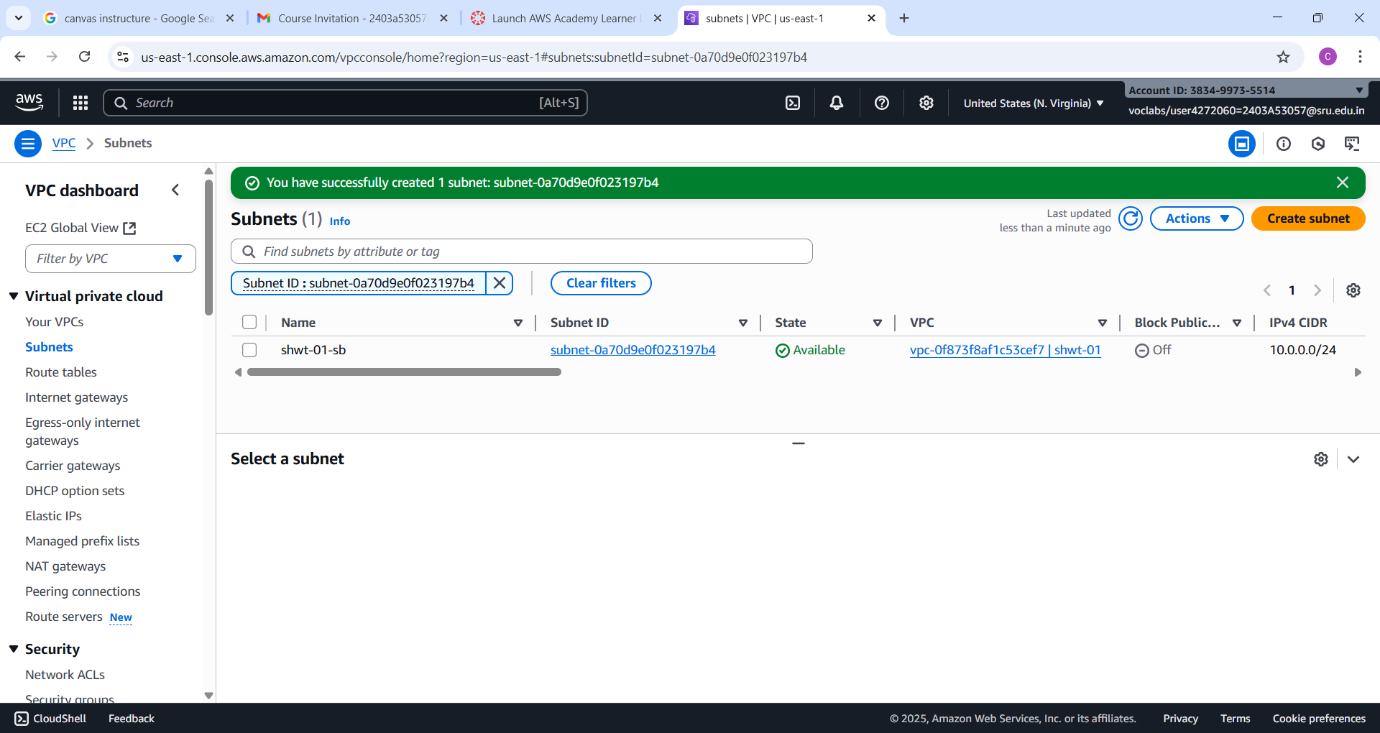 canvas instructure - Google Sea
Course Invitation - 2403a53057
Launch AWS Academy Learner
subnets | VPC | us-east-1
us-east-1.console.aws.amazon.com/vpcconsole/home?region=us-east-1#subnets:subnetId=subnet-0a70d9e0f023197b4
C
aws
Search
[Alt+S]
United States (N. Virginia)
Account ID: 3834-9973-5514
voclabs/user4272060=2403A53057@sru.edu.in
VPC
Subnets
VPC dashboard
EC2 Global View
Filter by VPC
Virtual private cloud
Your VPCs
Subnets
Route tables
Internet gateways
Egress-only internet
gateways
Carrier gateways
DHCP option sets
Elastic IPs
Managed prefix lists
NAT gateways
Peering connections
Route servers New
Security
Network ACLs
Security groups
You have successfully created 1 subnet: subnet-0a70d9e0f023197b4
Subnets (1) Info
Last updated
less than a minute ago
Actions
Create subnet
Find subnets by attribute or tag
Subnet ID : subnet-0a70d9e0f023197b4
Clear filters
1
Name Subnet ID State VPC Block Public... IPv4 CIDR
shwt-01-sb subnet-0a70d9e0f023197b4 Available vpc-0f873f8af1c53cef7 | shwt-01 Off 10.0.0.0/24
Select a subnet
CloudShell Feedback © 2025, Amazon Web Services, Inc. or its affiliates. Privacy Terms Cookie preferences